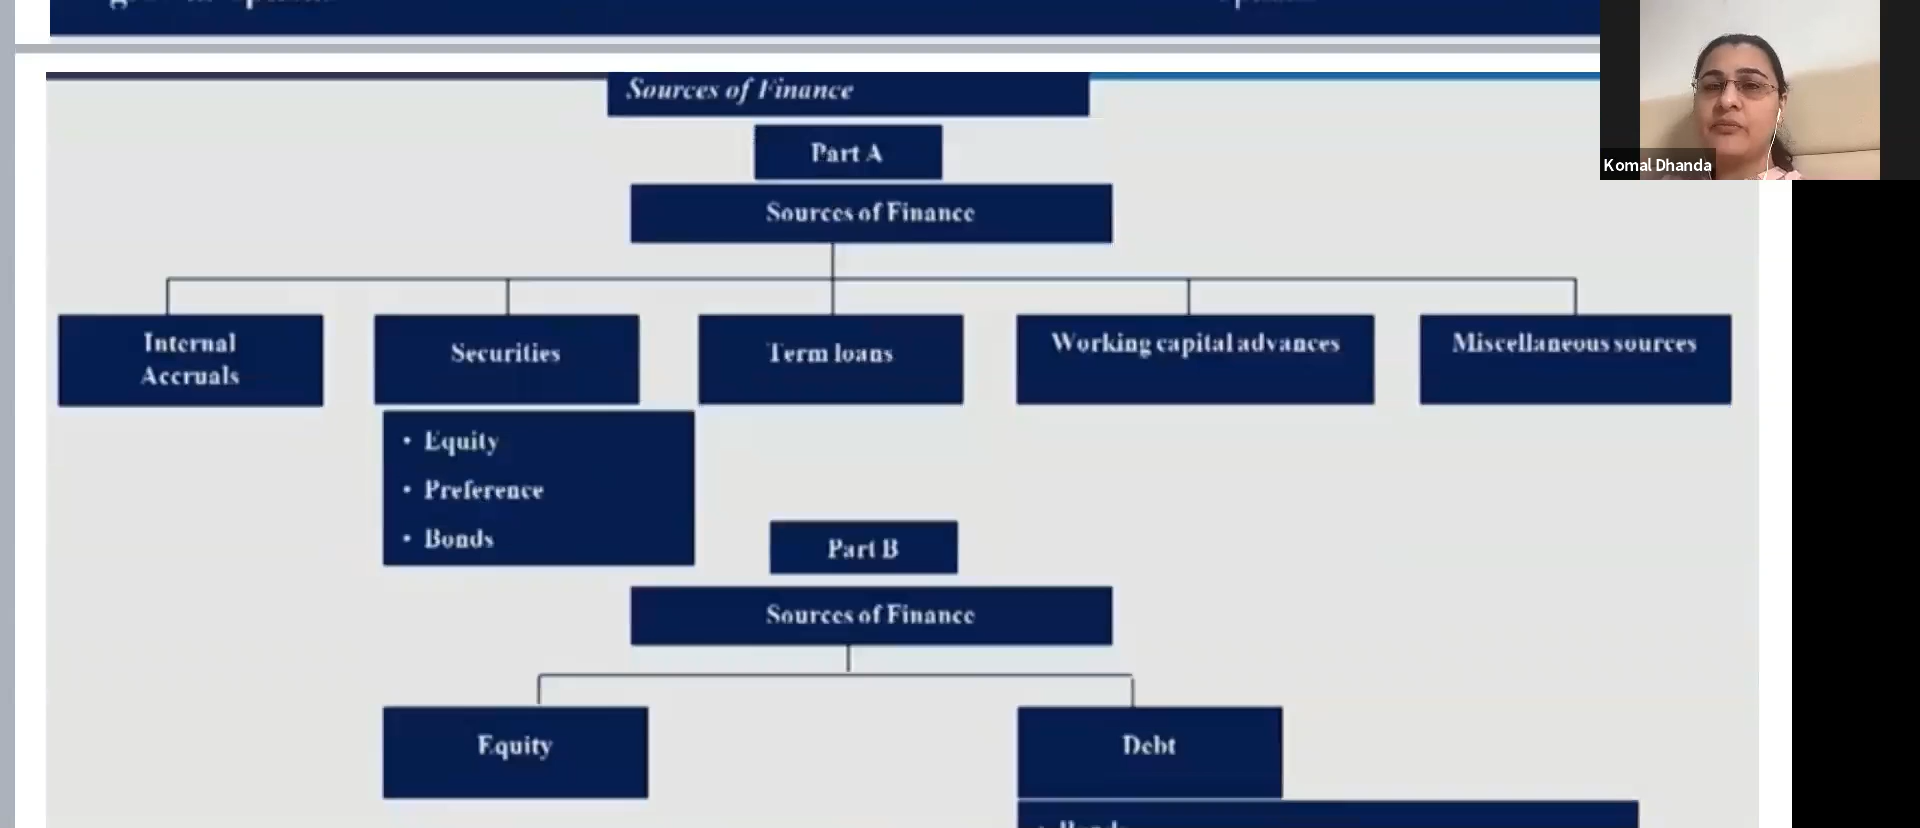 Sources of Finance
Part A
Sources of Finance
Internal
Accruals
Securities
Term loans
Working capital advances
Miscellaneous sources
• Equity
• Preference
• Bonds
Part B
Sources of Finance
Equity
Debt
Komal Dhanda